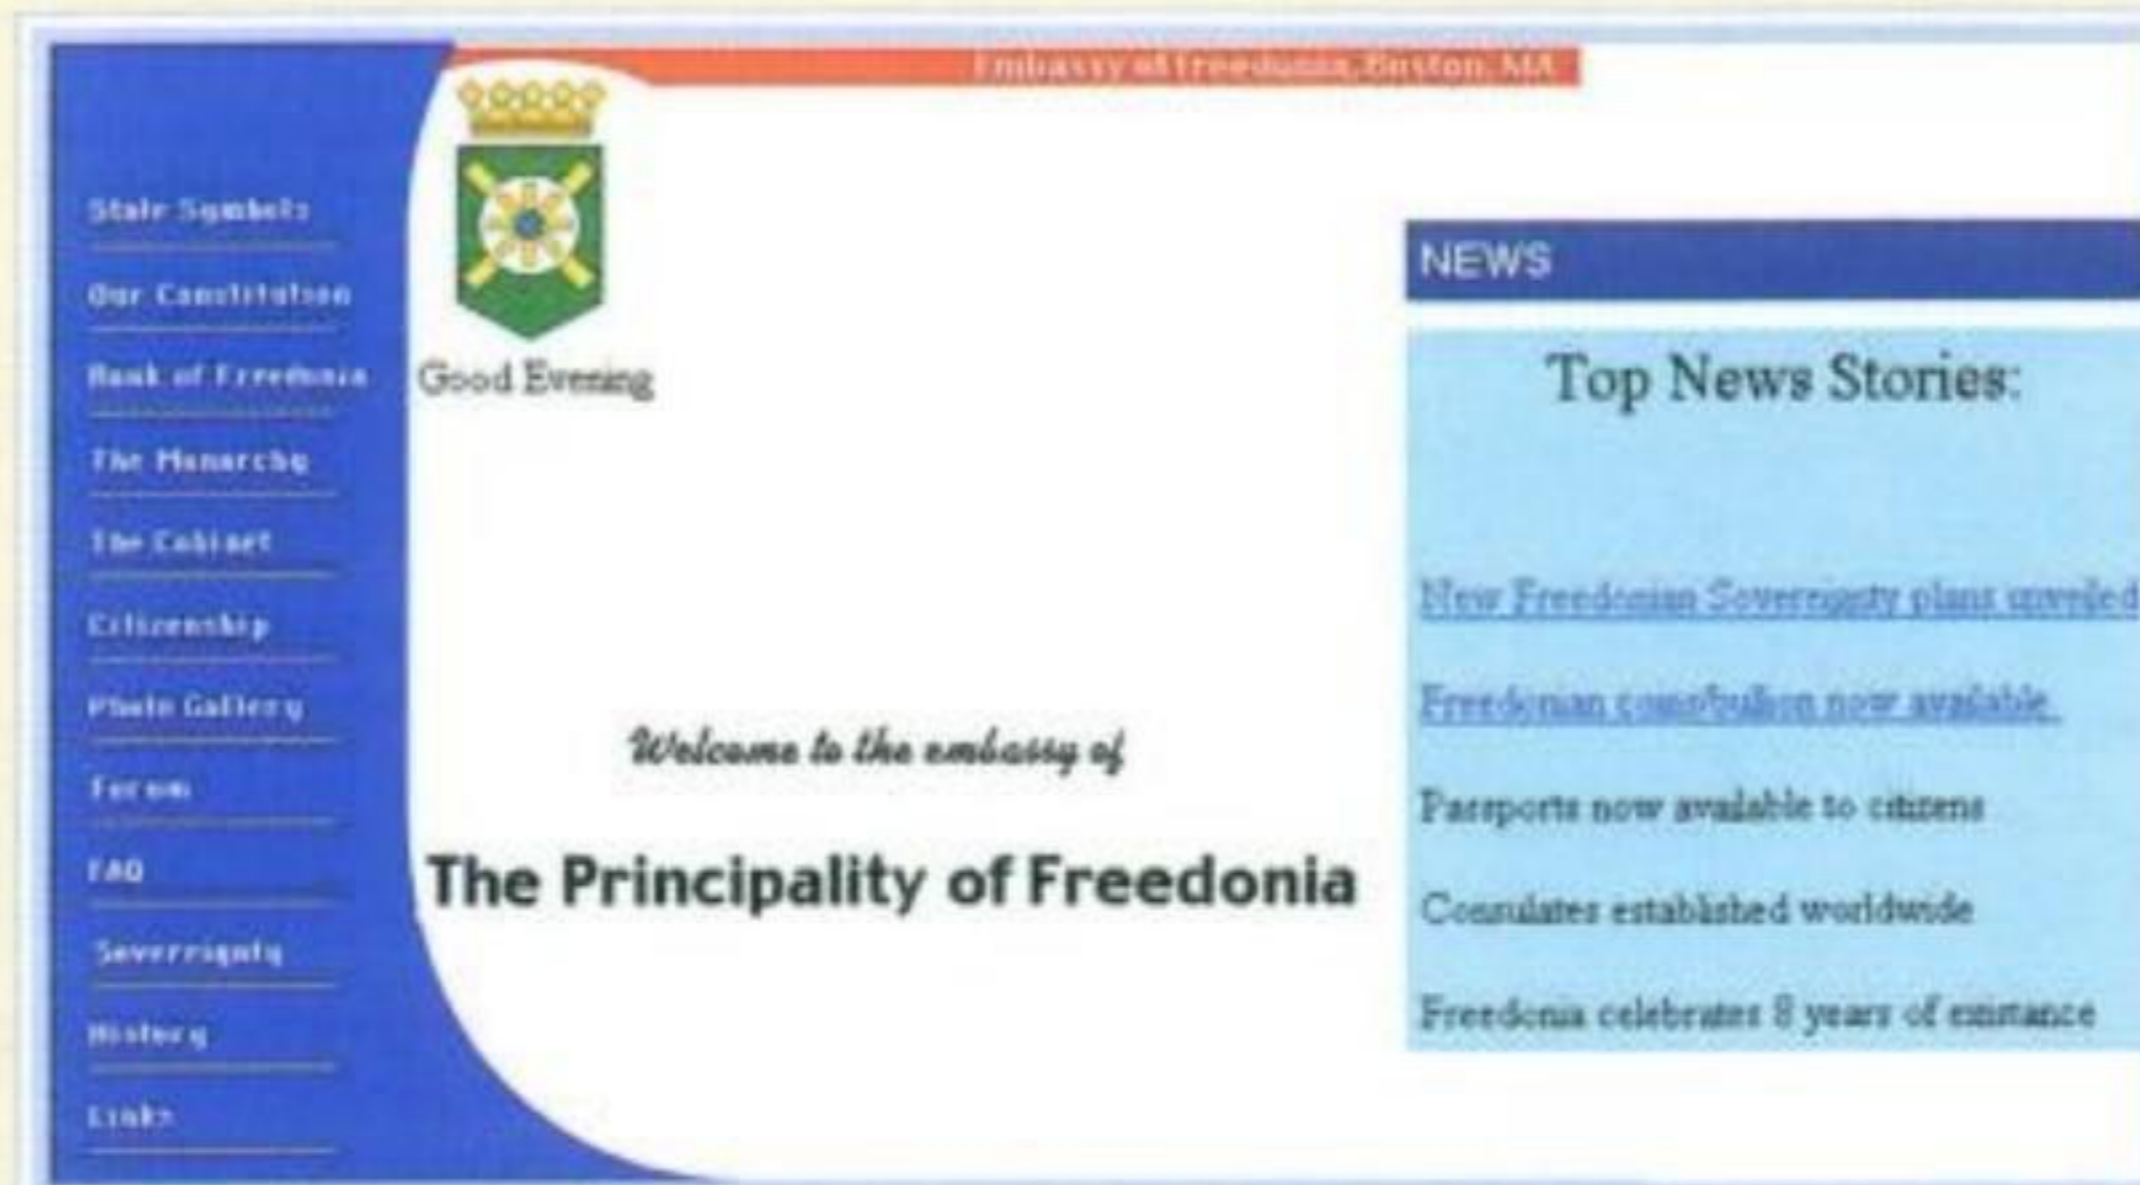 Embassy of Freedonia, Boston, MA
State Symbols
Our Constitution
Bank of Freedonia
The Monarchy
The Cabinet
Citizenship
Photo Gallery
Forum
FAQ
Sovereignty
History
Links
Good Evening
Welcome to the embassy of
The Principality of Freedonia
NEWS
Top News Stories:
New Freedonian Sovereignty plans unveiled
Freedonian now available.
Passports now available to citizens
Consulates established worldwide
Freedonia celebrates 8 years of existance